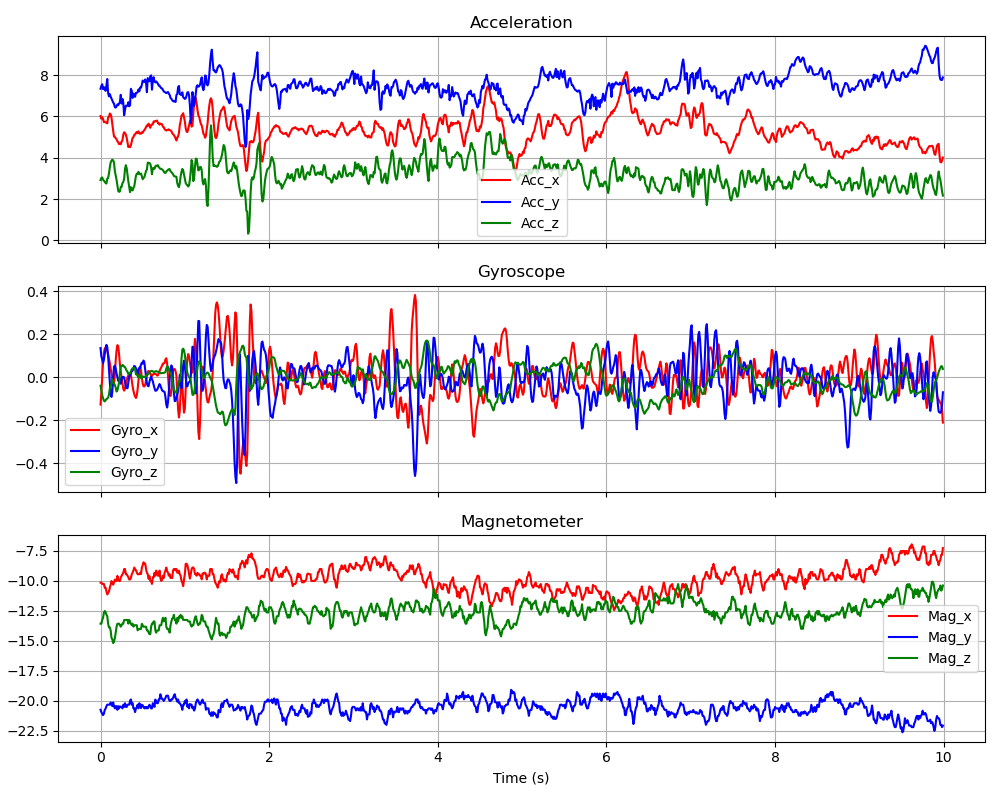 Acceleration
8
6
4
2
0
Acc_x
Acc_y
Acc_z
Gyroscope
0.4
0.2
0.0
−0.2
−0.4
Gyro_x
Gyro_y
Gyro_z
Magnetometer
−7.5
−10.0
−12.5
−15.0
−17.5
−20.0
−22.5
Mag_x
Mag_y
Mag_z
0 2 4 6 8 10
Time (s)